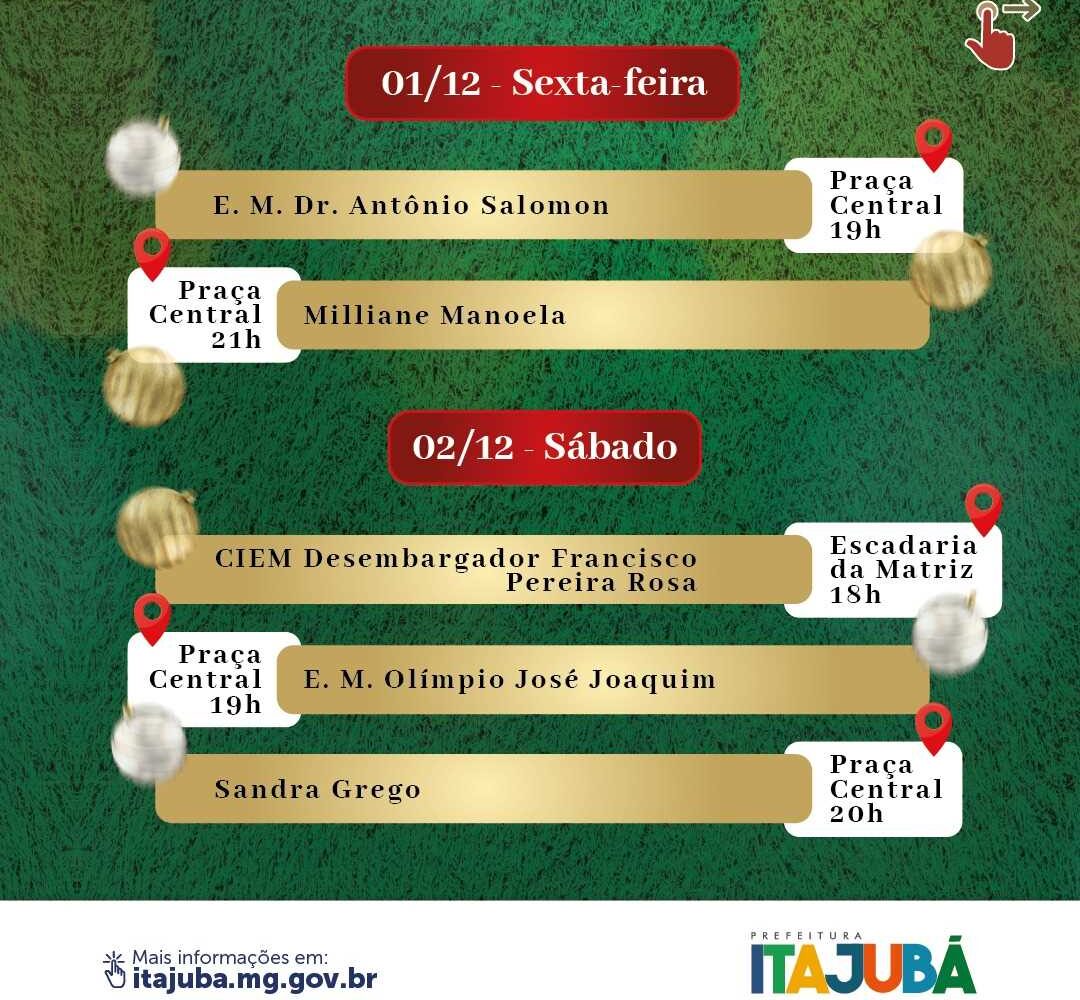 01/12 - Sexta-feira
E. M. Dr. Antônio Salomon
Praça
Central
19h
Praça
Central
21h
Milliane Manoela
02/12 - Sábado
CIEM Desembargador Francisco
Pereira Rosa
Escadaria
da Matriz
18h
Praça
Central
19h
E. M. Olímpio José Joaquim
Sandra Grego
Praça
Central
20h
Mais informações em:
itajuba.mg.gov.br
PREFEITURA
ITAJUBÁ